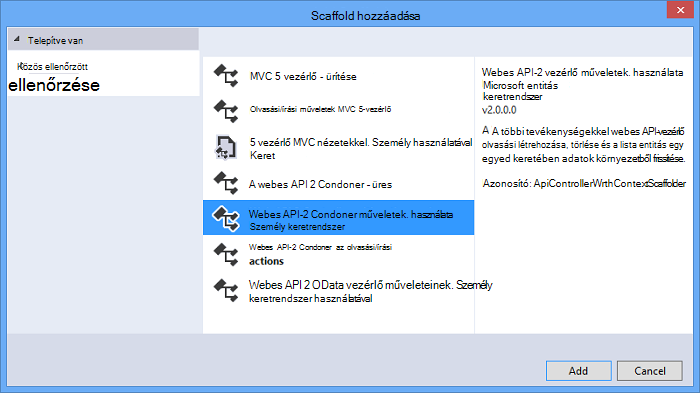 Scaffold hozzáadása
Telepítve van
Közös ellenőrzött
ellenőrzése
MVC 5 vezérlő - ürítése
Olvasási/írási műveletek MVC 5-vezérlő
5 vezérlő MVC nézetekkel. Személy használatával
Keret
A webes API 2 Condoner - üres
Webes API-2 Condoner műveletek. használata
Személy keretrendszer
Webes API-2 Condoner az olvasási/írási
actions
Webes API 2 OData vezérlő műveleteinek. Személy
keretrendszer használatával
Webes API-2 vezérlő műveletek. használata
Microsoft entitás
keretrendszer
v2.0.0.0
A A többi tevékenységekkel webes API-vezérlő
olvasási létrehozása, törlése és a lista entitás egy
egyed keretében adatok környezetből frissítése.
Azonosító: ApiControllerWrthContextScaffolder
Add
Cancel